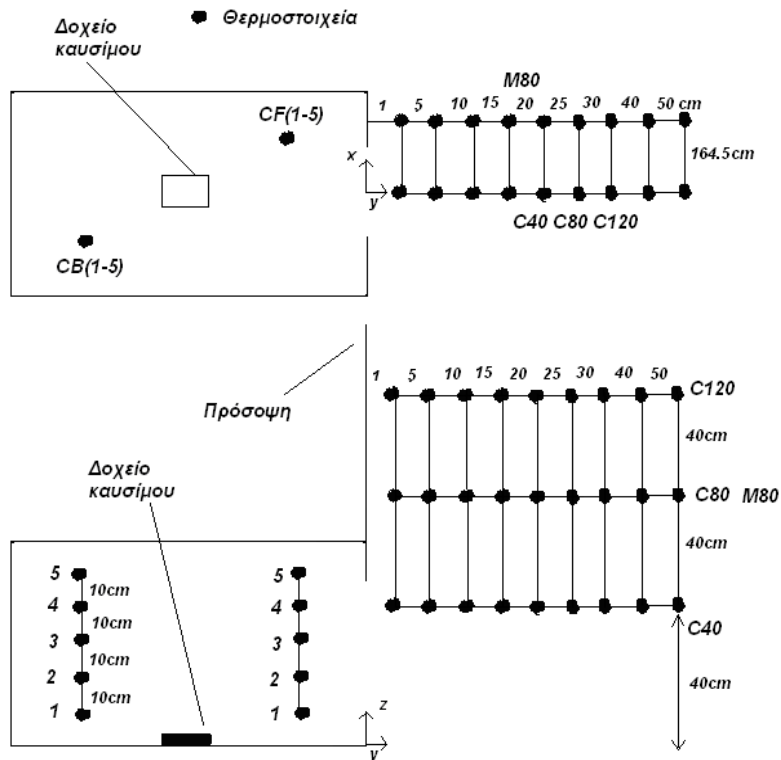 Θερμοστοιχεία
Δοχείο
καυσίμου
M80
1 5 10 15 20 25 30 40 50 cm
CF(1-5)
x
164.5cm
y
C40 C80 C120
CB(1-5)
1 5 10 15 20 25 30 40 50
C120
Πρόσοψη
40cm
Δοχείο
καυσίμου
C80 M80
40cm
5 5
10cm
4 4
10cm
3 3
10cm
C40
2 2
40cm
10cm
1 1
z
y